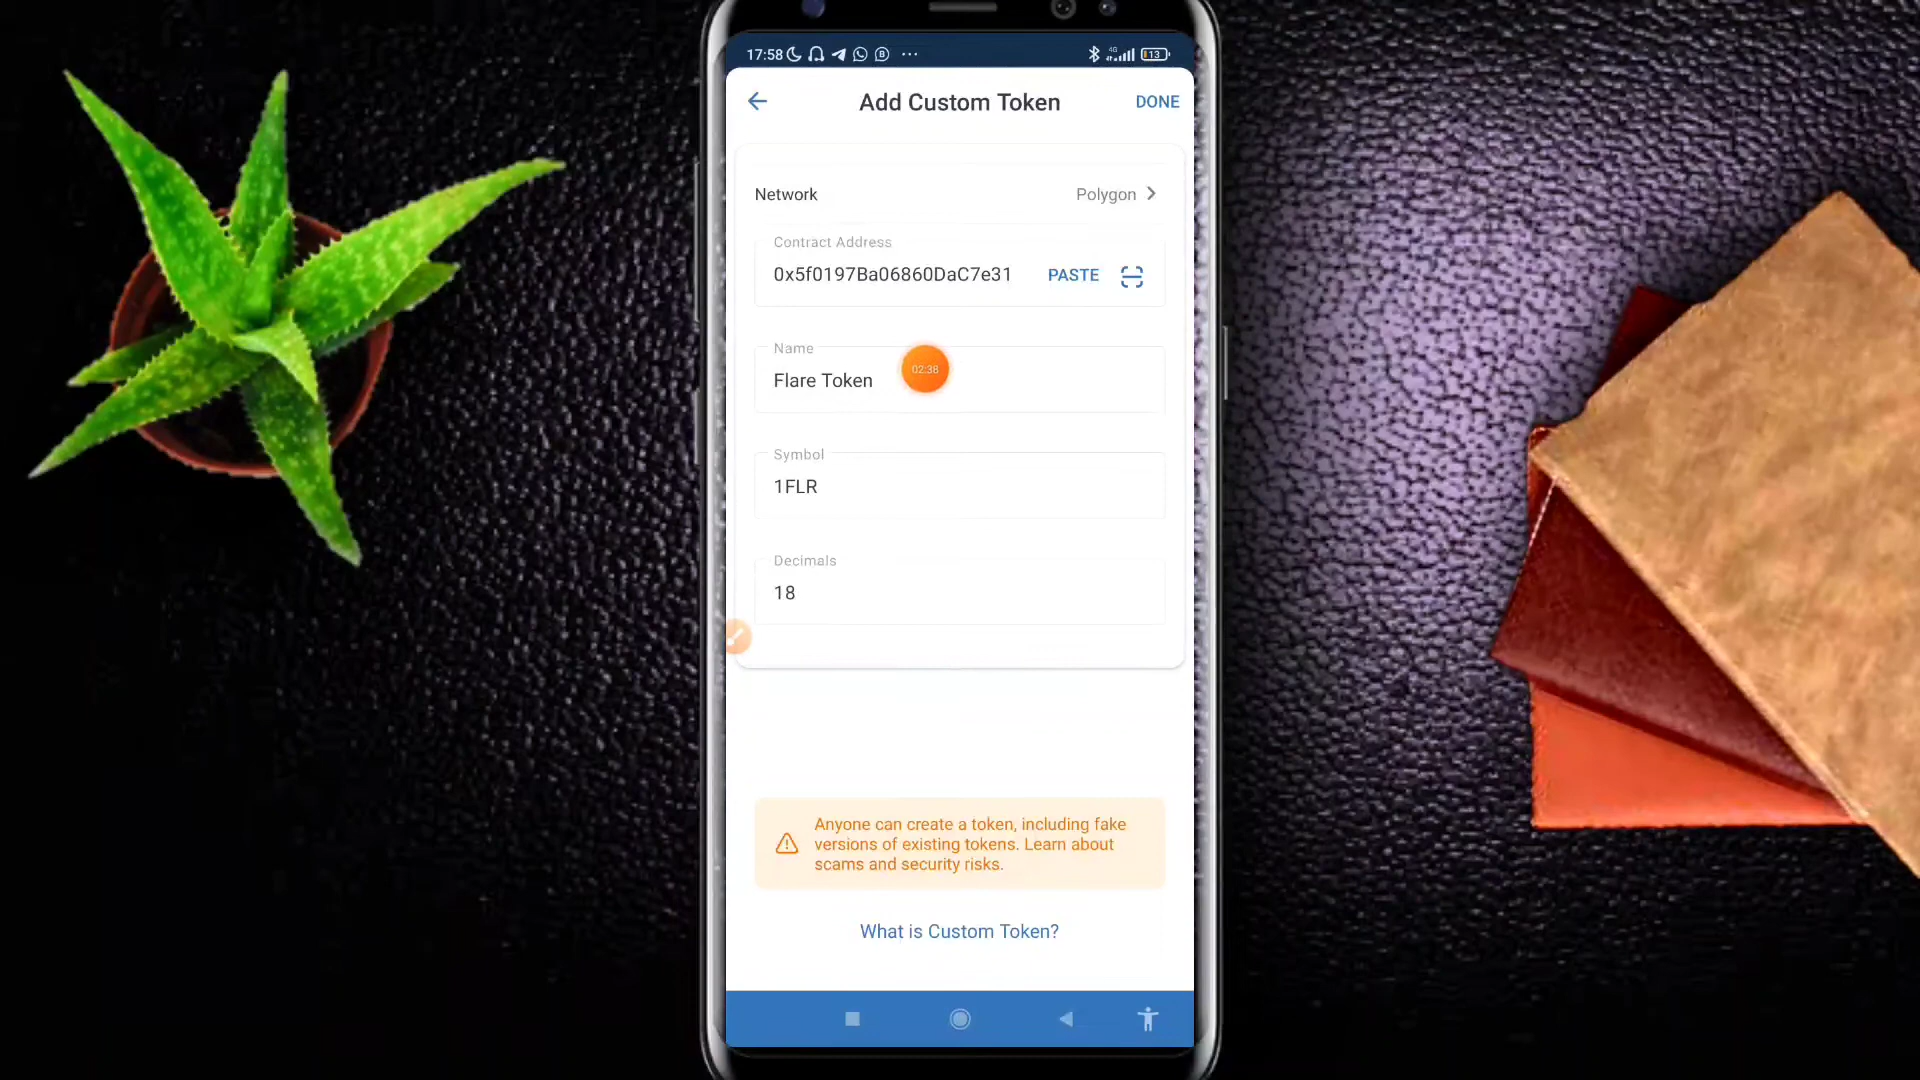 17:58 B ... 4G 13
Add Custom Token DONE
Network Polygon
Contract Address
0x5f0197Ba06860DaC7e31 PASTE
Name
Flare Token
02:38
Symbol
1FLR
Decimals
18
Anyone can create a token, including fake
versions of existing tokens. Learn about
scams and security risks.
What is Custom Token?